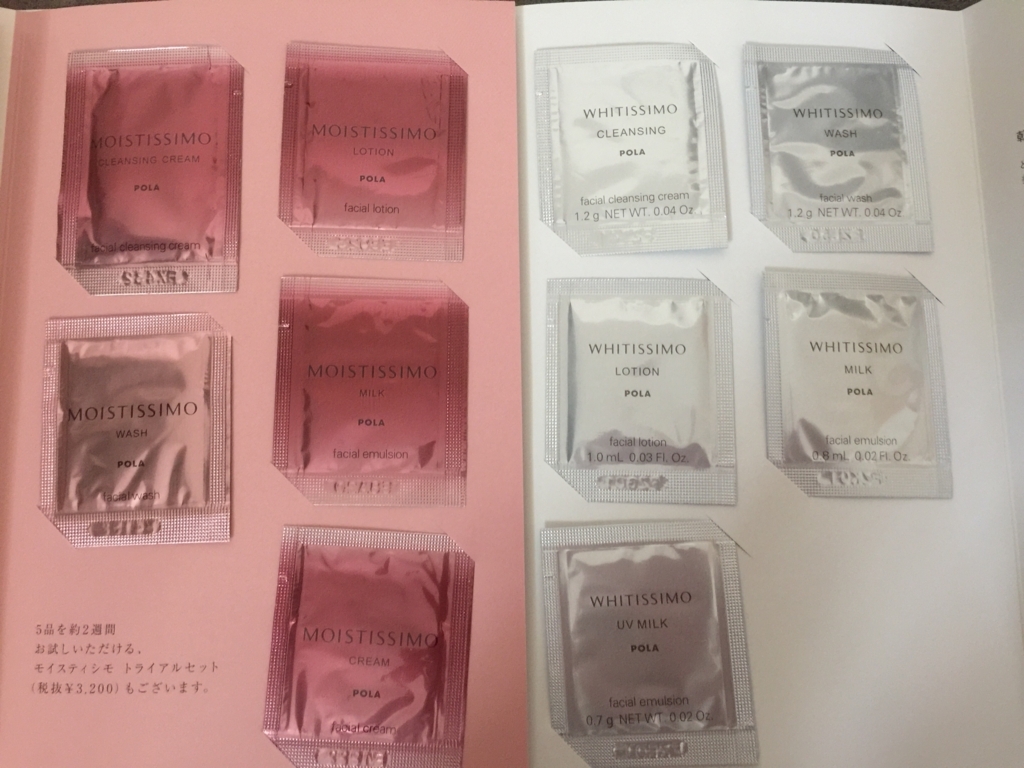 MOISTISSIMO
CLEANSING CREAM
POLA
facial cleansing cream
MOISTISSIMO
LOTION
POLA
facial lotion
MOISTISSIMO
WASH
POLA
facial wash
MOISTISSIMO
MILK
POLA
facial emulsion
MOISTISSIMO
CREAM
POLA
facial cream
5品を約2週間
お試しいただける、
モイスティシモ トライアルセット
(税抜¥3,200)もございます。
WHITISSIMO
CLEANSING
POLA
facial cleansing cream
1.2 g NET WT. 0.04 Oz.
WHITISSIMO
WASH
POLA
facial wash
1.2 g NET WT. 0.04 Oz.
WHITISSIMO
LOTION
POLA
facial lotion
1.0 mL 0.03 Fl. Oz.
WHITISSIMO
MILK
POLA
facial emulsion
0.8 mL 0.02 Fl. Oz.
WHITISSIMO
UV MILK
POLA
facial emulsion
0.7 g NET WT. 0.02 Oz.